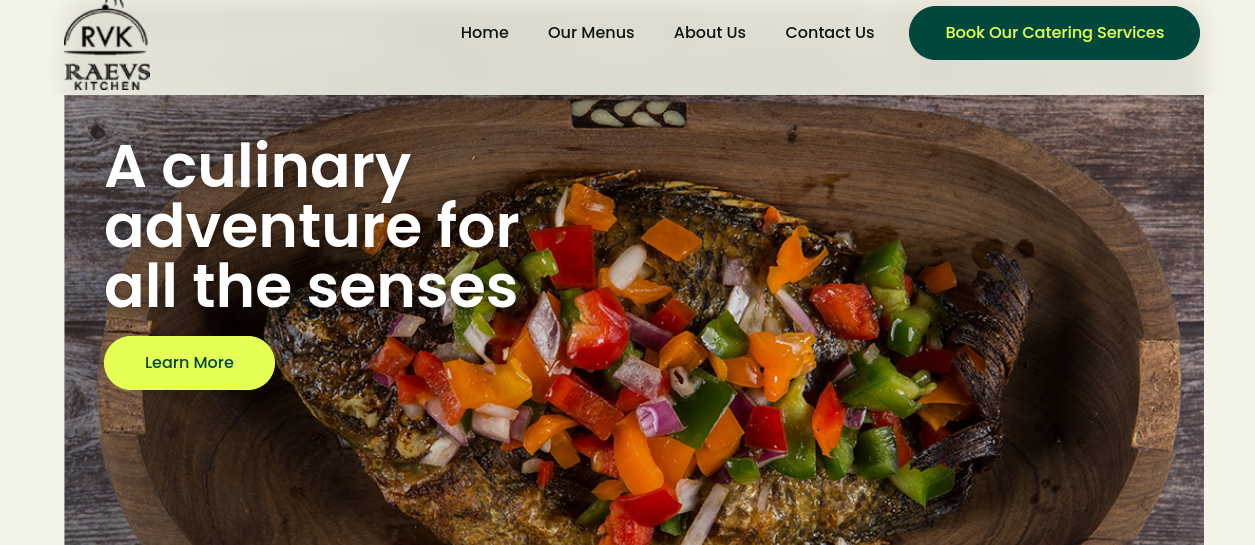 RVK
RAEVS
KITCHEN
Home
Our Menus
About Us
Contact Us
Book Our Catering Services
A culinary
adventure for
all the senses
Learn More